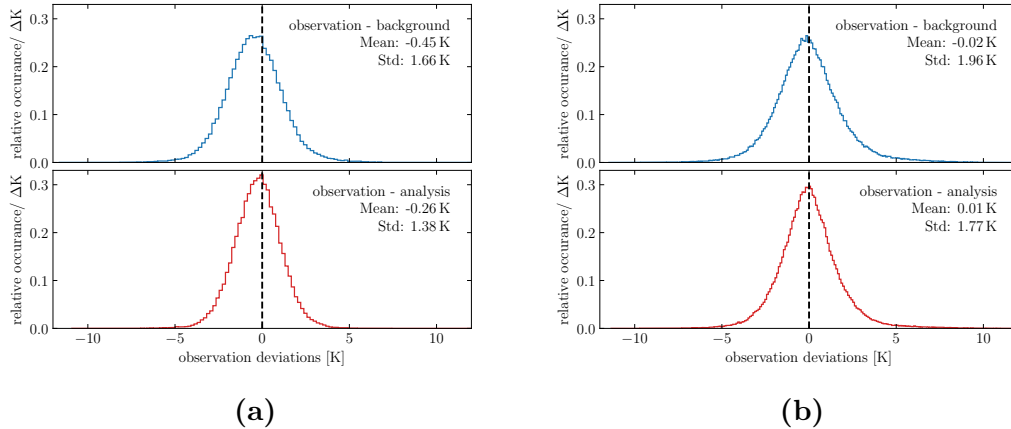 relative occurance/ ΔK
0.3
0.2
0.1
0.0
observation - background
Mean: -0.45 K
Std: 1.66 K
relative occurance/ ΔK
0.3
0.2
0.1
0.0
observation - analysis
Mean: -0.26 K
Std: 1.38 K
−10
−5
0
5
10
observation deviations [K]
(a)
relative occurance/ ΔK
0.3
0.2
0.1
0.0
observation - background
Mean: -0.02 K
Std: 1.96 K
relative occurance/ ΔK
0.3
0.2
0.1
0.0
observation - analysis
Mean: 0.01 K
Std: 1.77 K
−10
−5
0
5
10
observation deviations [K]
(b)